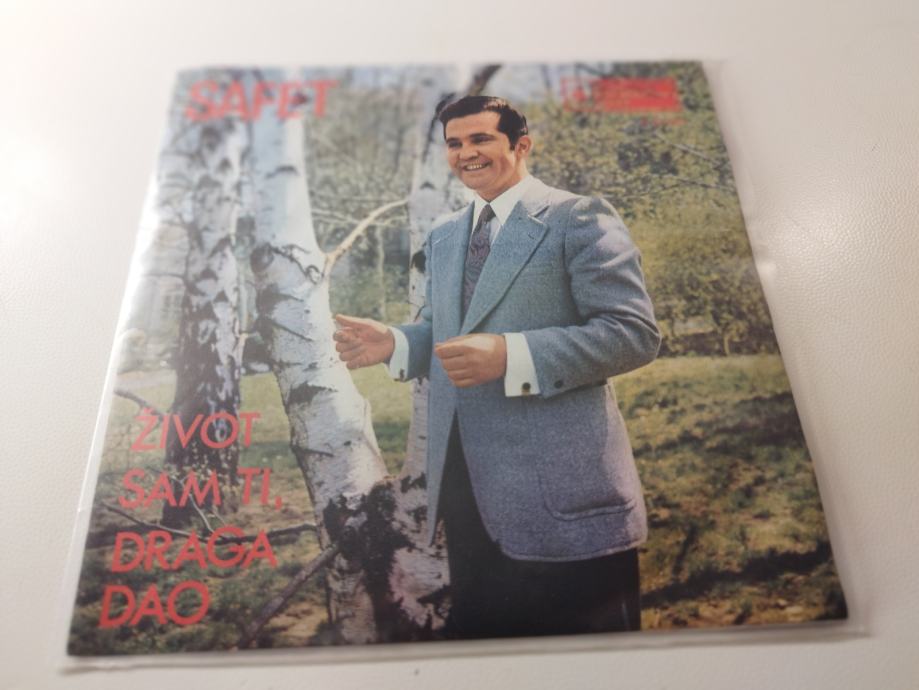 SAFET
ŽIVOT
SAM TI,
DRAGA
DAO